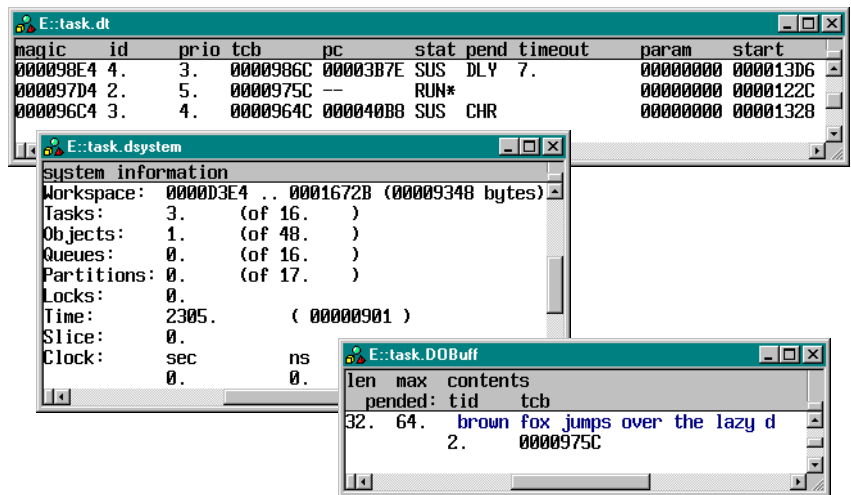 E::task.dt
magic id prio tcb pc stat pend timeout param start
000098E4 4. 3. 0000986C 00003B7E SUS DLY 7. 00000000 000013D6
000097D4 2. 5. 0000975C -- RUN* 00000000 0000122C
000096C4 3. 4. 0000964C 000040B8 SUS CHR 00000000 00001328
E::task.dsystem
system information
Workspace: 0000D3E4 .. 0001672B (00009348 bytes)
Tasks: 3. (of 16. )
Objects: 1. (of 48. )
Queues: 0. (of 16. )
Partitions: 0. (of 17. )
Locks: 0.
Time: 2305. ( 00000901 )
Slice: 0.
Clock: sec ns
0. 0.
E::task.DOBuff
len max contents
pended: tid tcb
32. 64. brown fox jumps over the lazy d
2. 0000975C